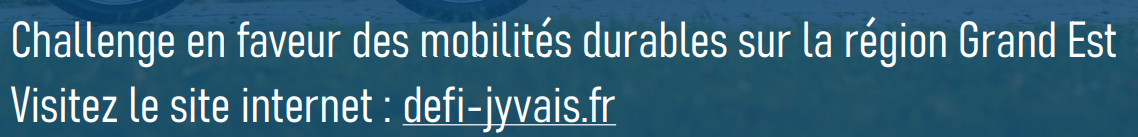 Challenge en faveur des mobilités durables sur la région Grand Est
Visitez le site internet : defi-jyvais.fr